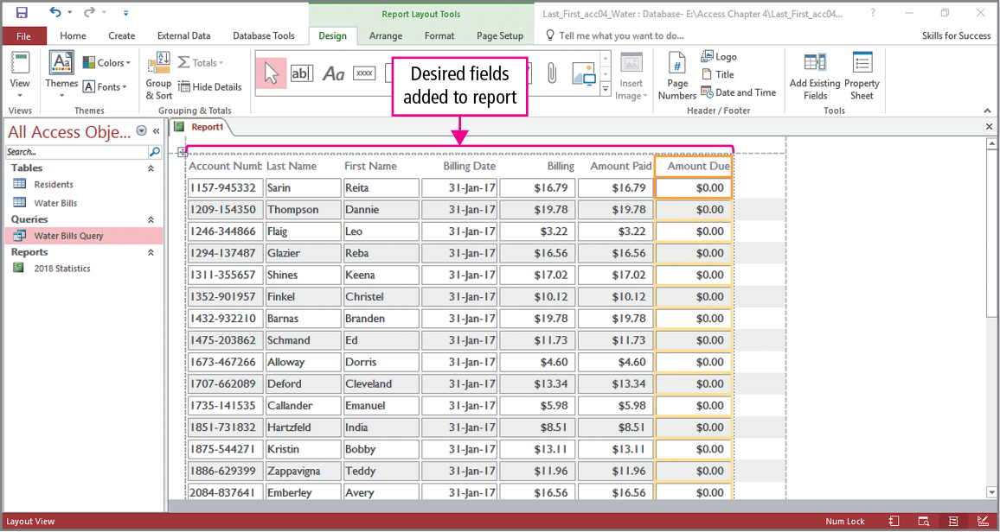 Report Layout Tools
Last_First_acc04_Water : Database- E:\Access Chapter 4\Last_First_acc04...
?
File Home Create External Data Database Tools Design Arrange Format Page Setup Tell me what you want to do... Skills for Success
View
Views
Themes
Aa
Colors
A Fonts
Themes
Group & Sort
Totals
Hide Details
Grouping & Totals
ab|
Aa
XXXX
Desired fields
added to report
Insert
Image
Page
Numbers
Logo
Title
Date and Time
Header / Footer
Add Existing
Fields
Property
Sheet
Tools
All Access Obje...
Search...
Tables
Residents
Water Bills
Queries
Water Bills Query
Reports
2018 Statistics
Report1
Account Numb Last Name First Name Billing Date Billing Amount Paid Amount Due
1157-945332 Sarin Reita 31-Jan-17 $16.79 $16.79 $0.00
1209-154350 Thompson Dannie 31-Jan-17 $19.78 $19.78 $0.00
1246-344866 Flaig Leo 31-Jan-17 $3.22 $3.22 $0.00
1294-137487 Glazier Reba 31-Jan-17 $16.56 $16.56 $0.00
1311-355657 Shines Keena 31-Jan-17 $17.02 $17.02 $0.00
1352-901957 Finkel Christel 31-Jan-17 $10.12 $10.12 $0.00
1432-932210 Barnas Branden 31-Jan-17 $19.78 $19.78 $0.00
1475-203862 Schmand Ed 31-Jan-17 $11.73 $11.73 $0.00
1673-467266 Alloway Dorris 31-Jan-17 $4.60 $4.60 $0.00
1707-662089 Deford Cleveland 31-Jan-17 $13.34 $13.34 $0.00
1735-141535 Callander Emanuel 31-Jan-17 $5.98 $5.98 $0.00
1851-731832 Hartzfeld India 31-Jan-17 $8.51 $8.51 $0.00
1875-544271 Kristin Bobby 31-Jan-17 $13.11 $13.11 $0.00
1886-629399 Zappavigna Teddy 31-Jan-17 $11.96 $11.96 $0.00
2084-837641 Emberley Avery 31-Jan-17 $16.56 $16.56 $0.00
Layout View
Num Lock